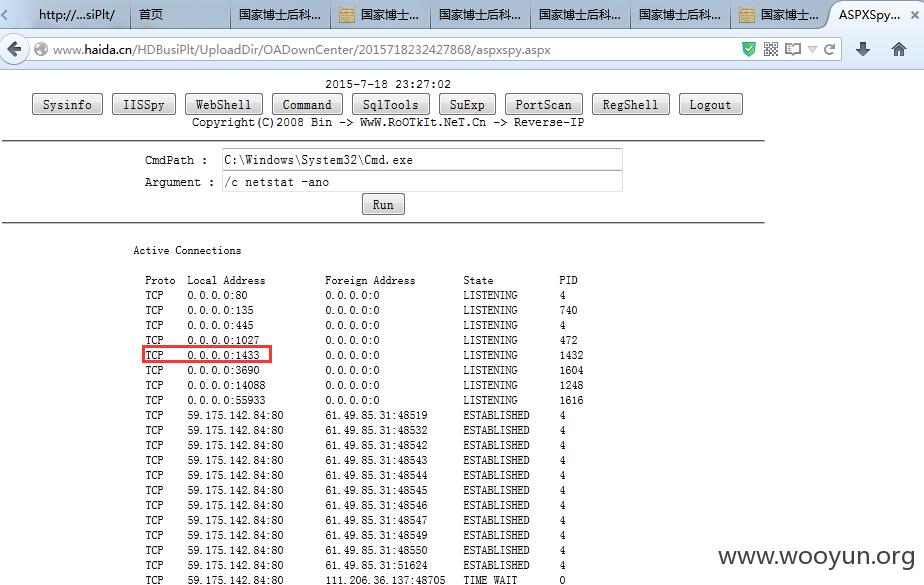 http://...siPlt/ 首页 国家博士后科... 国家博士... 国家博士后科... 国家博士后科... 国家博士后科... 国家博士... ASPXSpy...
www.haida.cn/HDBusiPlt/UploadDir/OADownCenter/2015718232427868/aspxspy.aspx
2015-7-18 23:27:02
Sysinfo IISSpy WebShell Command SqlTools SuExp PortScan RegShell Logout
Copyright(C)2008 Bin -> WwW.RoOTkIt.NeT.Cn -> Reverse-IP
CmdPath : C:\Windows\System32\Cmd.exe
Argument : /c netstat -ano
Run
Active Connections
Proto Local Address Foreign Address State PID
TCP 0.0.0.0:80 0.0.0.0:0 LISTENING 4
TCP 0.0.0.0:135 0.0.0.0:0 LISTENING 740
TCP 0.0.0.0:445 0.0.0.0:0 LISTENING 4
TCP 0.0.0.0:1027 0.0.0.0:0 LISTENING 472
TCP 0.0.0.0:1433 0.0.0.0:0 LISTENING 1432
TCP 0.0.0.0:3690 0.0.0.0:0 LISTENING 1604
TCP 0.0.0.0:14088 0.0.0.0:0 LISTENING 1248
TCP 0.0.0.0:55933 0.0.0.0:0 LISTENING 1616
TCP 59.175.142.84:80 61.49.85.31:48519 ESTABLISHED 4
TCP 59.175.142.84:80 61.49.85.31:48532 ESTABLISHED 4
TCP 59.175.142.84:80 61.49.85.31:48542 ESTABLISHED 4
TCP 59.175.142.84:80 61.49.85.31:48543 ESTABLISHED 4
TCP 59.175.142.84:80 61.49.85.31:48544 ESTABLISHED 4
TCP 59.175.142.84:80 61.49.85.31:48545 ESTABLISHED 4
TCP 59.175.142.84:80 61.49.85.31:48546 ESTABLISHED 4
TCP 59.175.142.84:80 61.49.85.31:48547 ESTABLISHED 4
TCP 59.175.142.84:80 61.49.85.31:48549 ESTABLISHED 4
TCP 59.175.142.84:80 61.49.85.31:48550 ESTABLISHED 4
TCP 59.175.142.84:80 61.49.85.31:51624 ESTABLISHED 4
TCP 59.175.142.84:80 111.206.36.137:48705 TIME_WAIT 0
www.wooyun.org